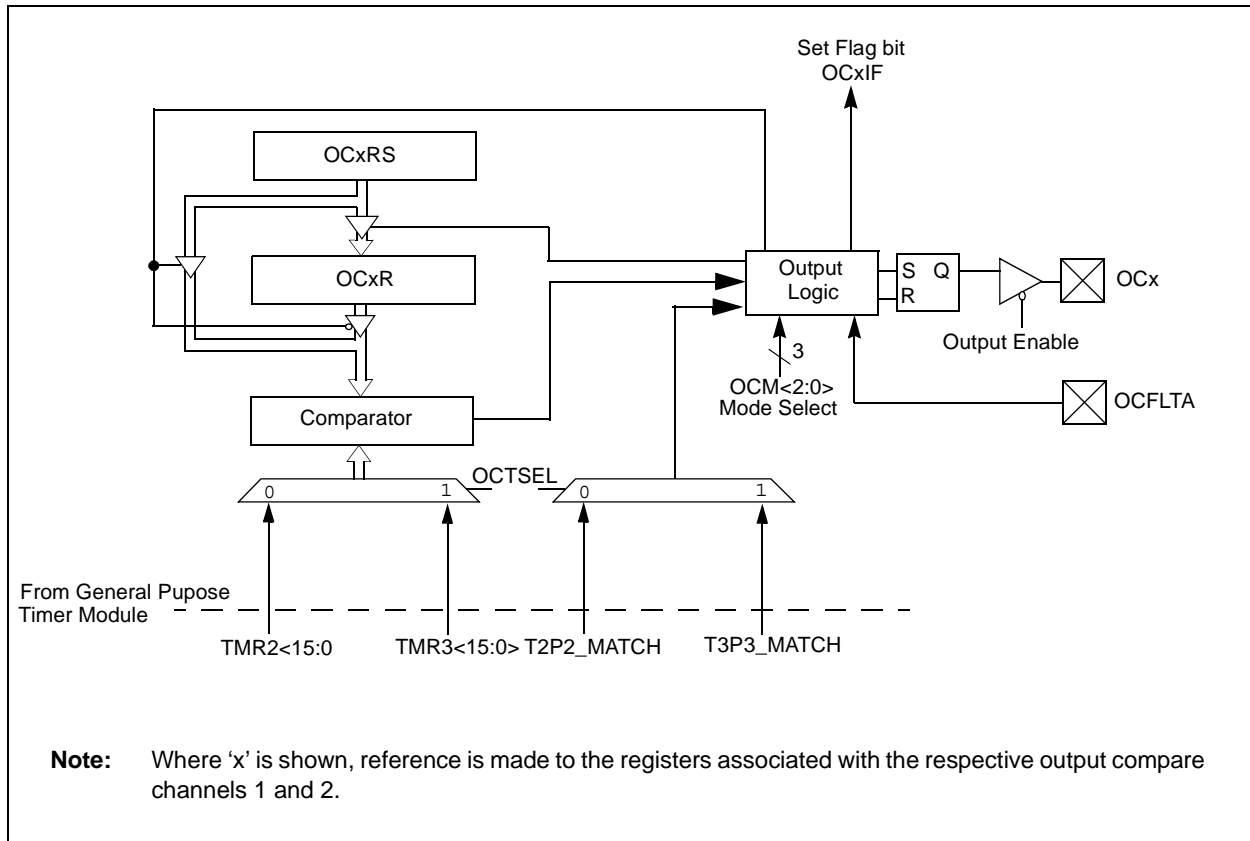 Set Flag bit
OCxIF
OCxRS
OCxR
Output
Logic
S Q
R
OCx
Output Enable
3
OCM<2:0>
Mode Select
OCFLTA
Comparator
OCTSEL
0 1
0 1
From General Pupose
Timer Module
TMR2<15:0 TMR3<15:0> T2P2_MATCH T3P3_MATCH
Note: Where ‘x’ is shown, reference is made to the registers associated with the respective output compare
channels 1 and 2.